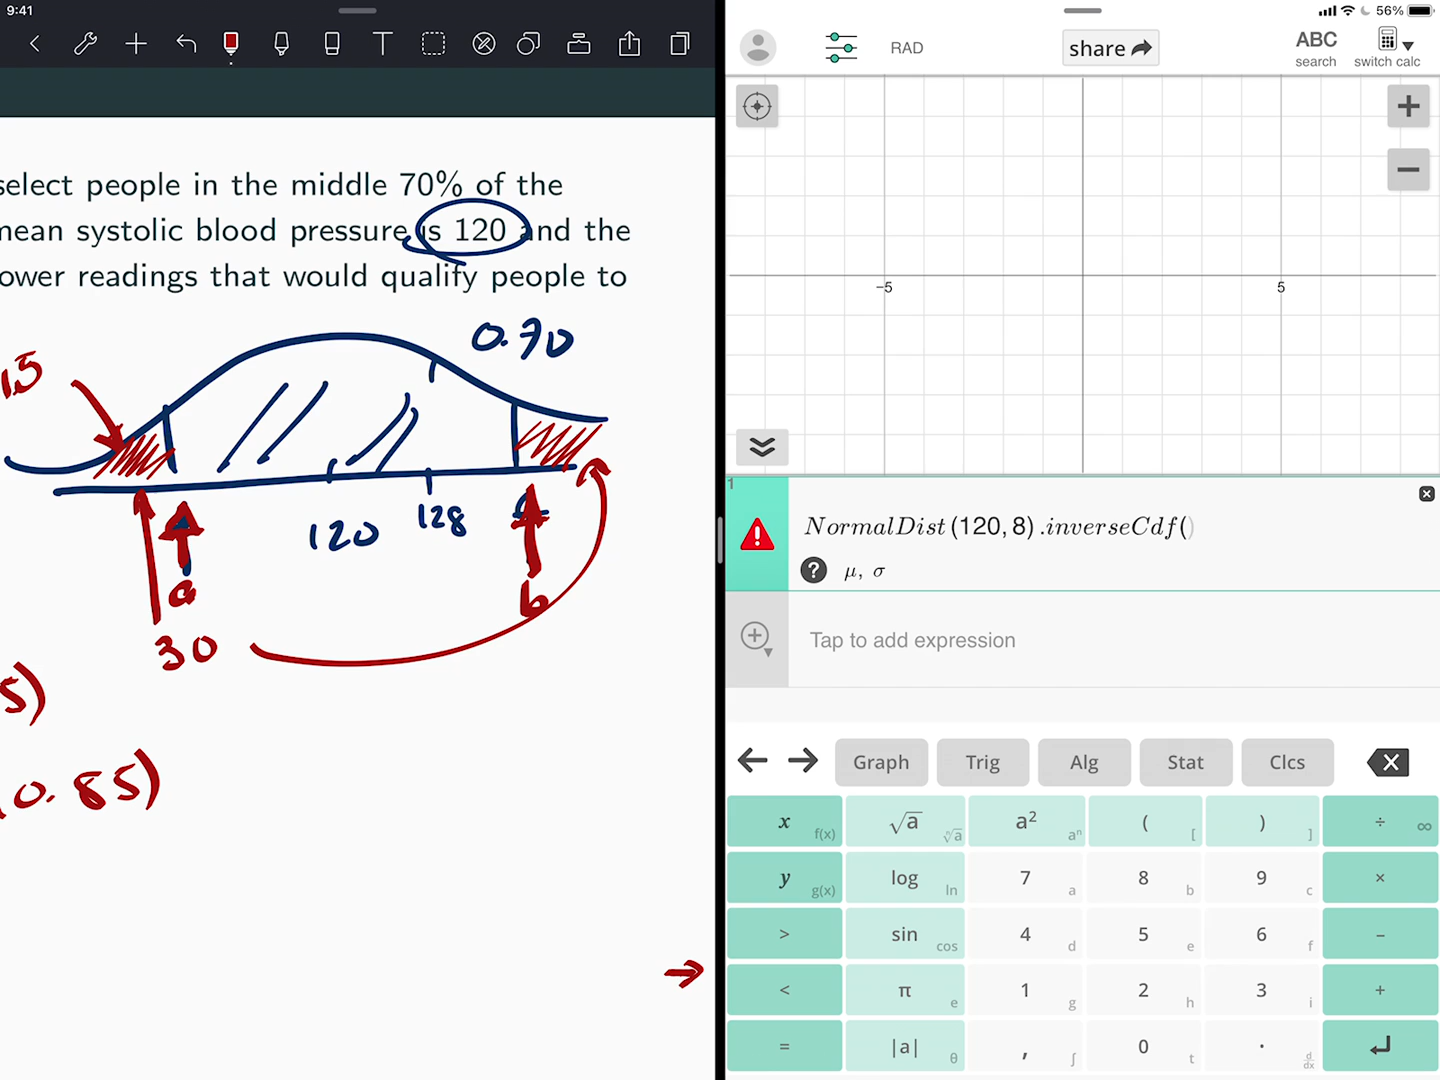 9:41
56%
T
RAD
share
ABC
search
switch calc
select people in the middle 70% of the
mean systolic blood pressure is 120 and the
ower readings that would qualify people to
0.70
15
120
128
a
b
30
5)
0.85)
-5
5
1
NormalDist(120,8).inverseCdf()
? μ, σ
Tap to add expression
Graph Trig Alg Stat Clcs
x f(x) √a ⁿ√a a² aⁿ ( [ ) ] ÷ ∞
y g(x) log ln 7 a 8 b 9 c ×
> sin cos 4 d 5 e 6 f −
< π e 1 g 2 h 3 i +
= |a| θ , ∫ 0 t . d/dx